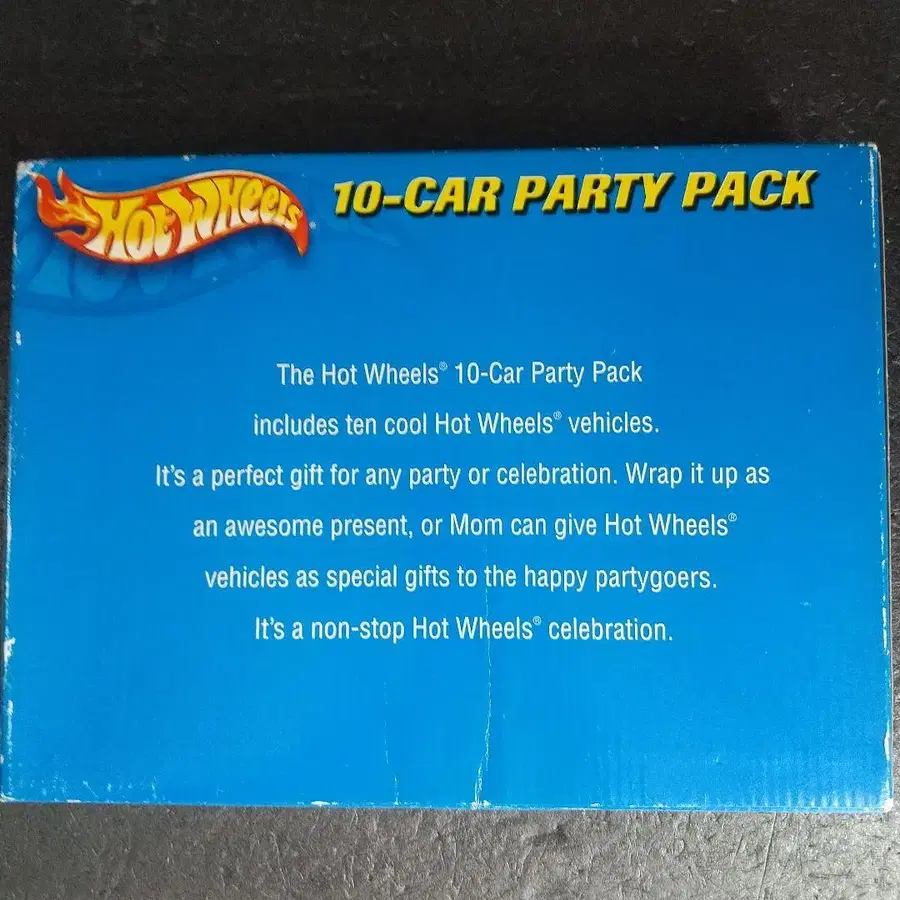 HOT WHEELS
10-CAR PARTY PACK
The Hot Wheels® 10-Car Party Pack
includes ten cool Hot Wheels® vehicles.
It's a perfect gift for any party or celebration. Wrap it up as
an awesome present, or Mom can give Hot Wheels®
vehicles as special gifts to the happy partygoers.
It's a non-stop Hot Wheels® celebration.